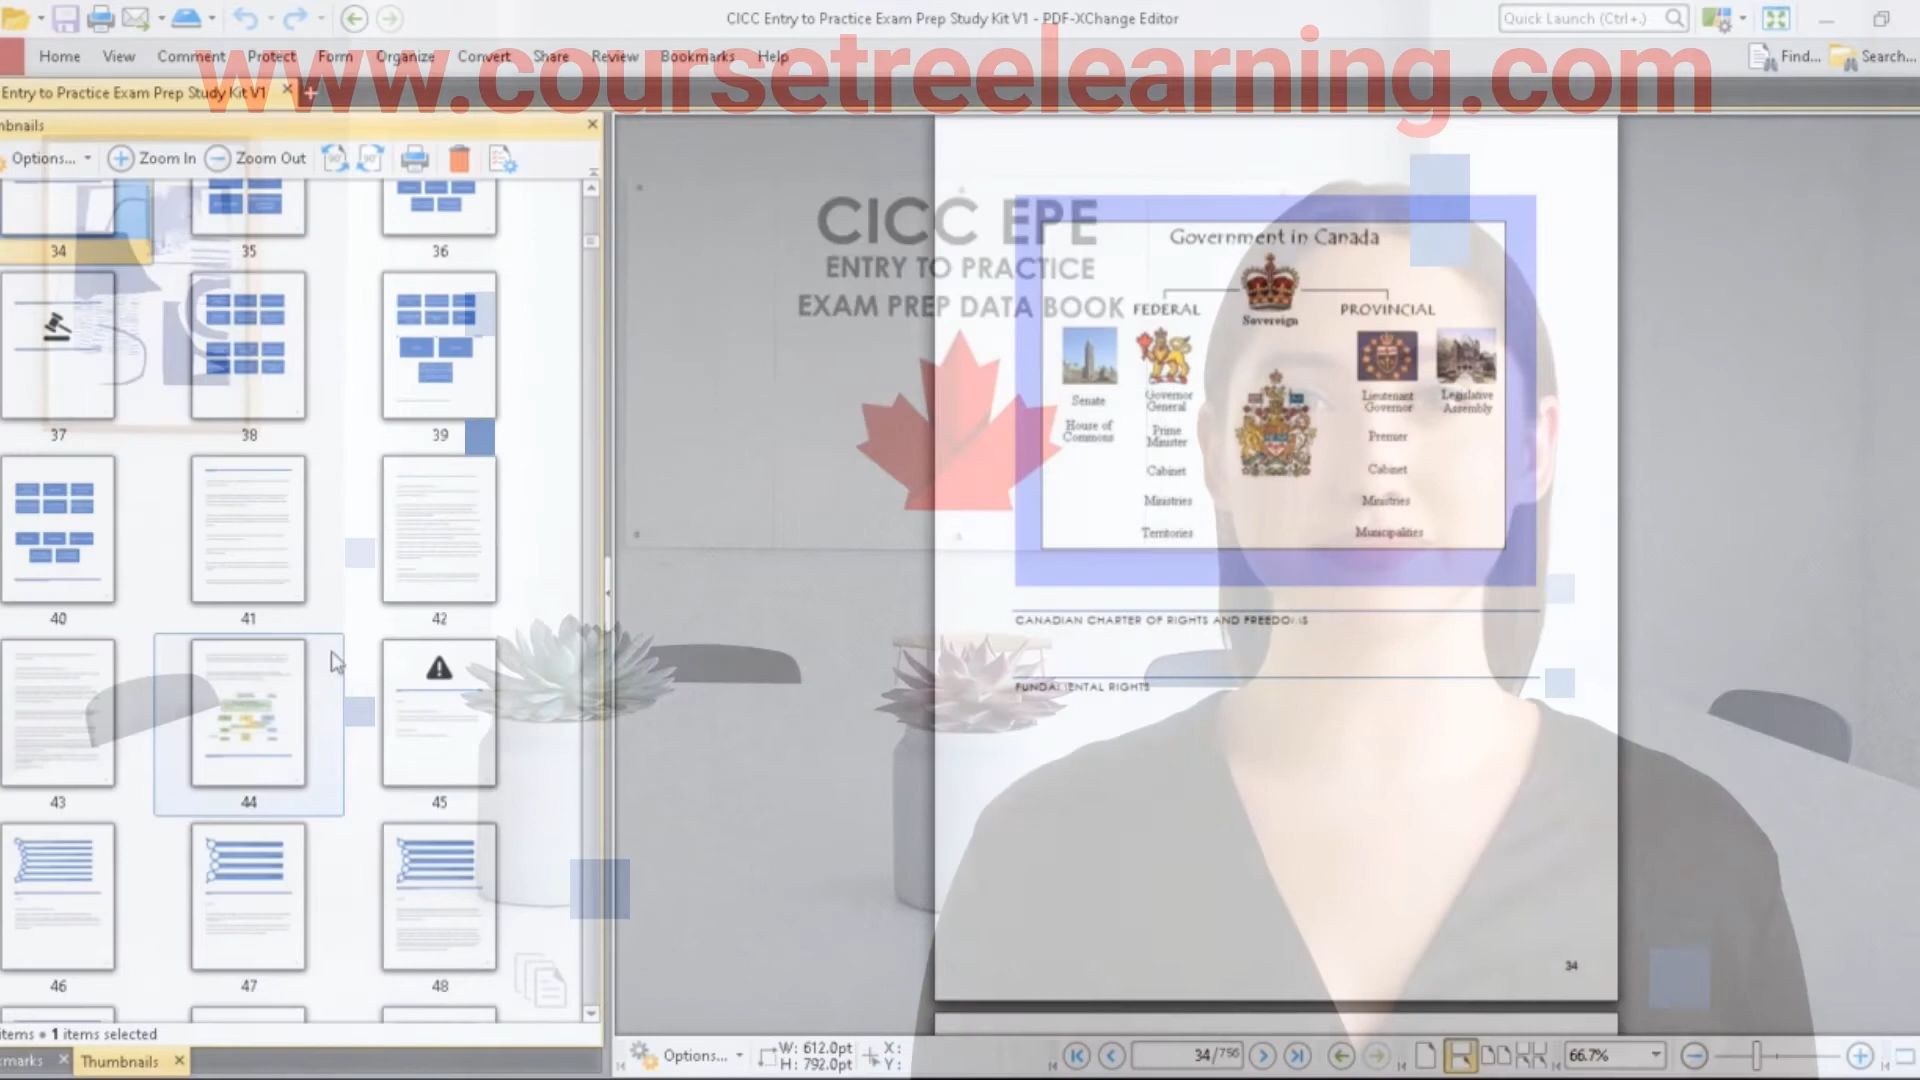 CICC Entry to Practice Exam Prep Study Kit V1 - PDF-XChange Editor
Quick Launch (Ctrl+.)
Home View Comment Protect Form Organize Convert Share Review Bookmarks Help
Find... Search...
www.coursetreelearning.com
Entry to Practice Exam Prep Study Kit V1
mbnails
Options... Zoom In Zoom Out
34 35 36
37 38 39
40 41 42
43 44 45
46 47 48
items • 1 items selected
kmarks Thumbnails
CICC EPE
ENTRY TO PRACTICE
EXAM PREP DATA BOOK
Government in Canada
FEDERAL
Sovereign
PROVINCIAL
Senate
House of
Commons
Governor
General
Prime
Minister
Cabinet
Ministries
Territories
Lieutenant
Governor
Premier
Cabinet
Ministries
Municipalities
Legislative
Assembly
CANADIAN CHARTER OF RIGHTS AND FREEDOMS
FUNDAMENTAL RIGHTS
34
Options... W: 612.0pt X:
H: 792.0pt Y:
34 / 756
66.7%